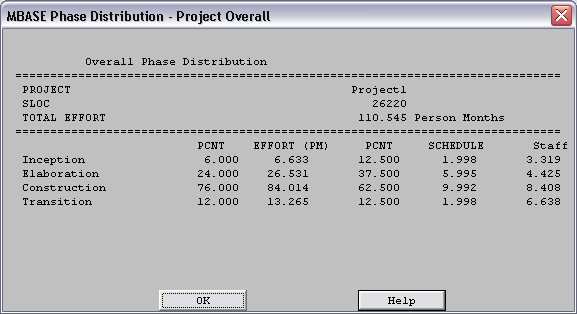 MBASE Phase Distribution - Project Overall
Overall Phase Distribution
PROJECT Project1
SLOC 26220
TOTAL EFFORT 110.545 Person Months
PCNT EFFORT (PM) PCNT SCHEDULE Staff
Inception 6.000 6.633 12.500 1.998 3.319
Elaboration 24.000 26.531 37.500 5.995 4.425
Construction 76.000 84.014 62.500 9.992 8.408
Transition 12.000 13.265 12.500 1.998 6.638
OK Help